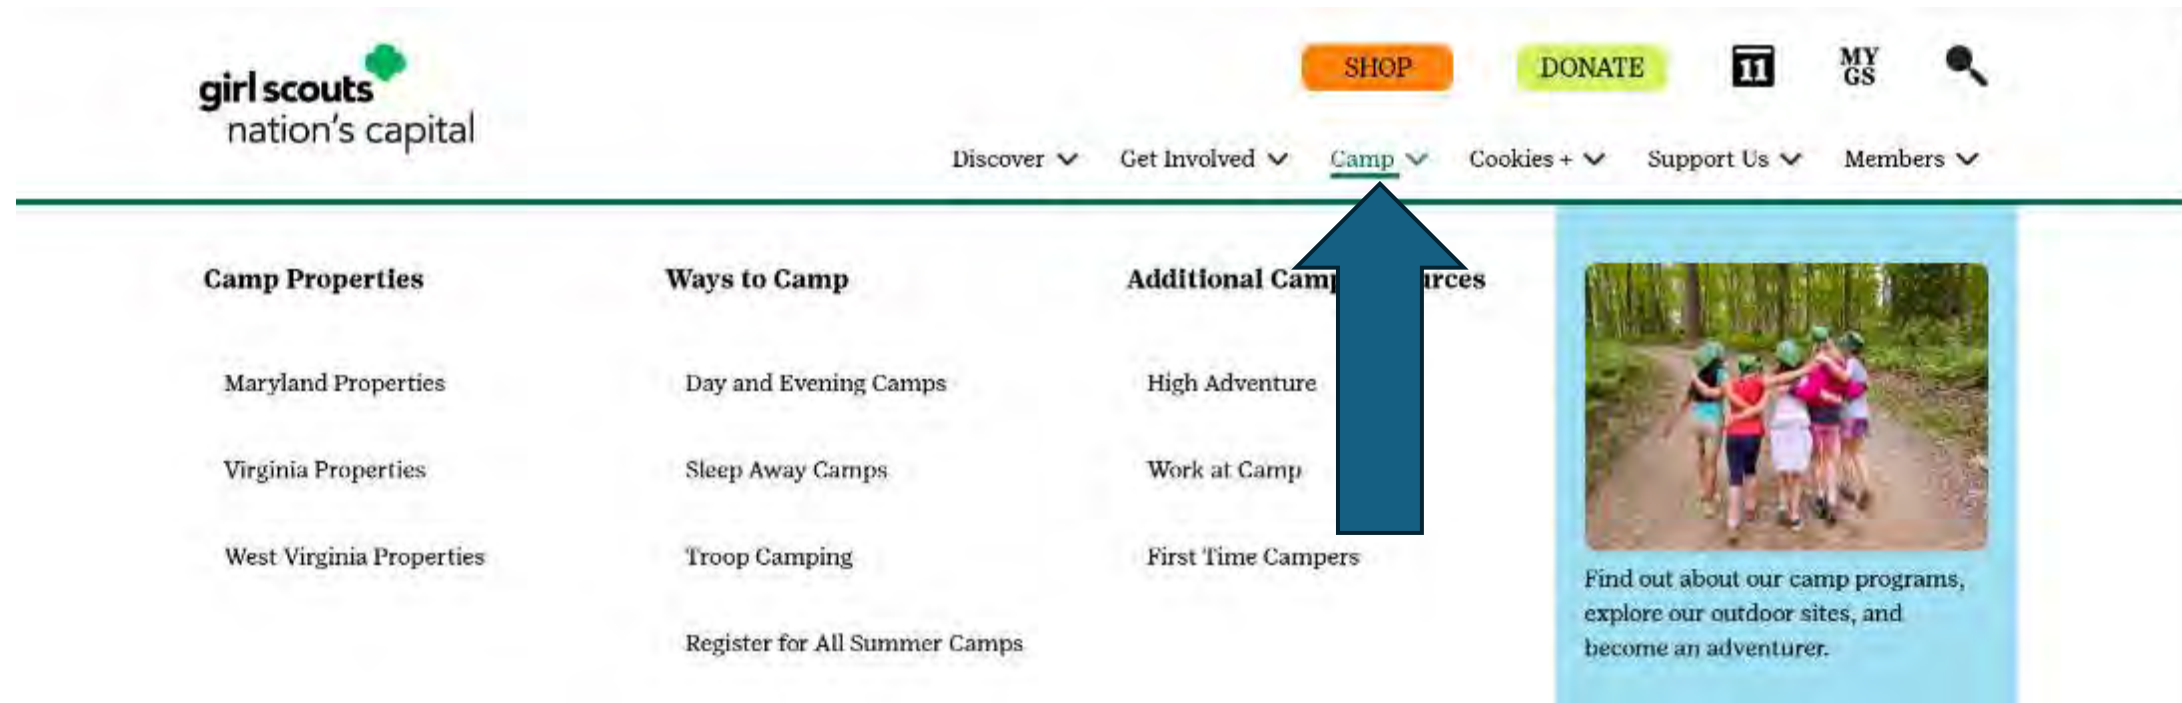 girl scouts
nation's capital
SHOP
DONATE
11
MY
GS
Discover
Get Involved
Camp
Cookies +
Support Us
Members
Camp Properties
Maryland Properties
Virginia Properties
West Virginia Properties
Ways to Camp
Day and Evening Camps
Sleep Away Camps
Troop Camping
Register for All Summer Camps
Additional
High Adventure
Work at Camp
First Time Campers
Find out about our camp programs,
explore our outdoor sites, and
become an adventurer.